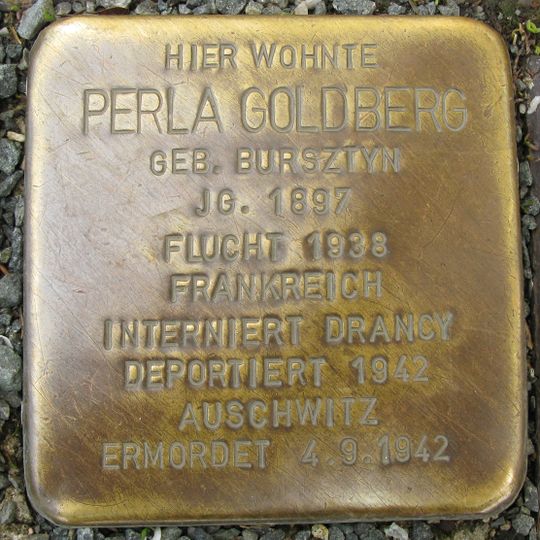 HIER WOHNTE
PERLA GOLDBERG
GEB. BURSZTYN
JG. 1897
FLUCHT 1938
FRANKREICH
INTERNIERT DRANCY
DEPORTIERT 1942
AUSCHWITZ
ERMORDET 4.9.1942